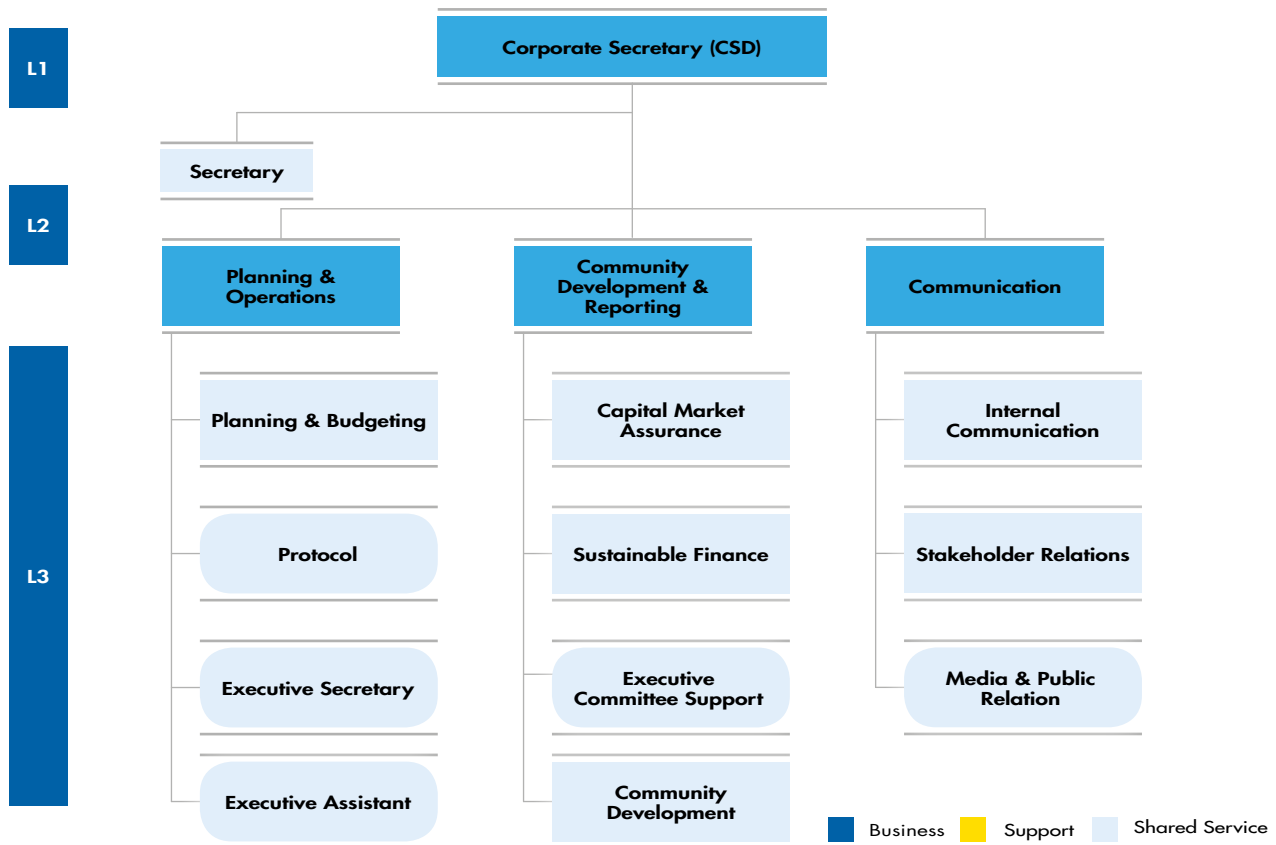 L1
Corporate Secretary (CSD)
Secretary
L2
Planning &
Operations
Community
Development &
Reporting
Communication
L3
Planning & Budgeting
Capital Market
Assurance
Internal
Communication
Protocol
Sustainable Finance
Stakeholder Relations
Executive Secretary
Executive
Committee Support
Media & Public
Relation
Executive Assistant
Community
Development
Business
Support
Shared Service